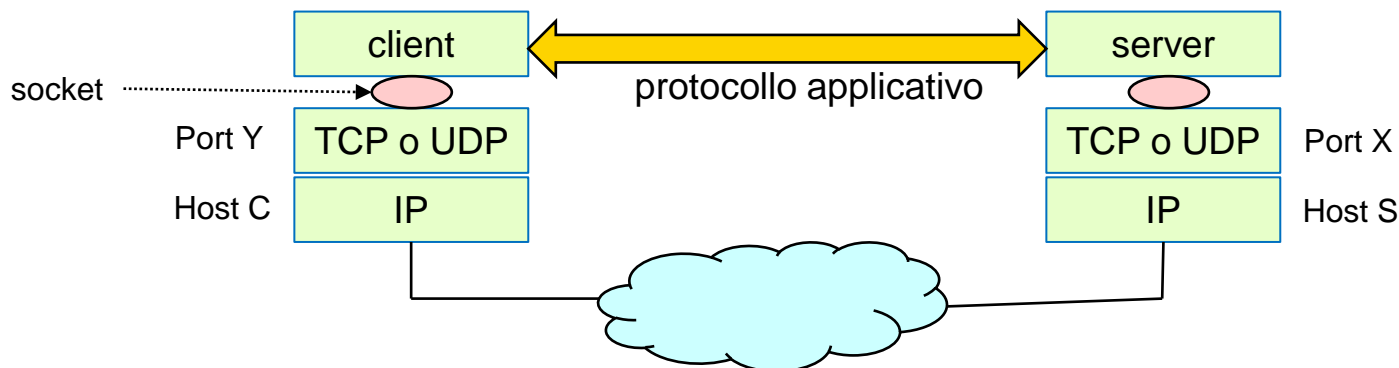 client
server
protocollo applicativo
socket
Port Y
TCP o UDP
TCP o UDP
Port X
Host C
IP
IP
Host S